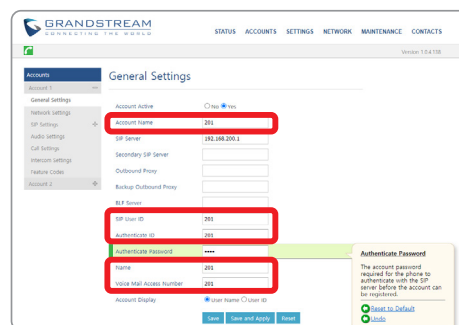 GRANDSTREAM
CONNECTING THE WORLD
STATUS ACCOUNTS SETTINGS NETWORK MAINTENANCE CONTACTS
Version 1.0.4.138
Accounts
Account 1
General Settings
Network Settings
SIP Settings
Audio Settings
Call Settings
Intercom Settings
Feature Codes
Account 2
General Settings
Account Active No Yes
Account Name 201
SIP Server 192.168.200.1
Secondary SIP Server
Outbound Proxy
Backup Outbound Proxy
BLF Server
SIP User ID 201
Authenticate ID 201
Authenticate Password ••••
Name 201
Voice Mail Access Number 201
Account Display User Name User ID
Save Save and Apply Reset
Authenticate Password
The account password
required for the phone to
authenticate with the SIP
server before the account can
be registered.
Reset to Default
Undo